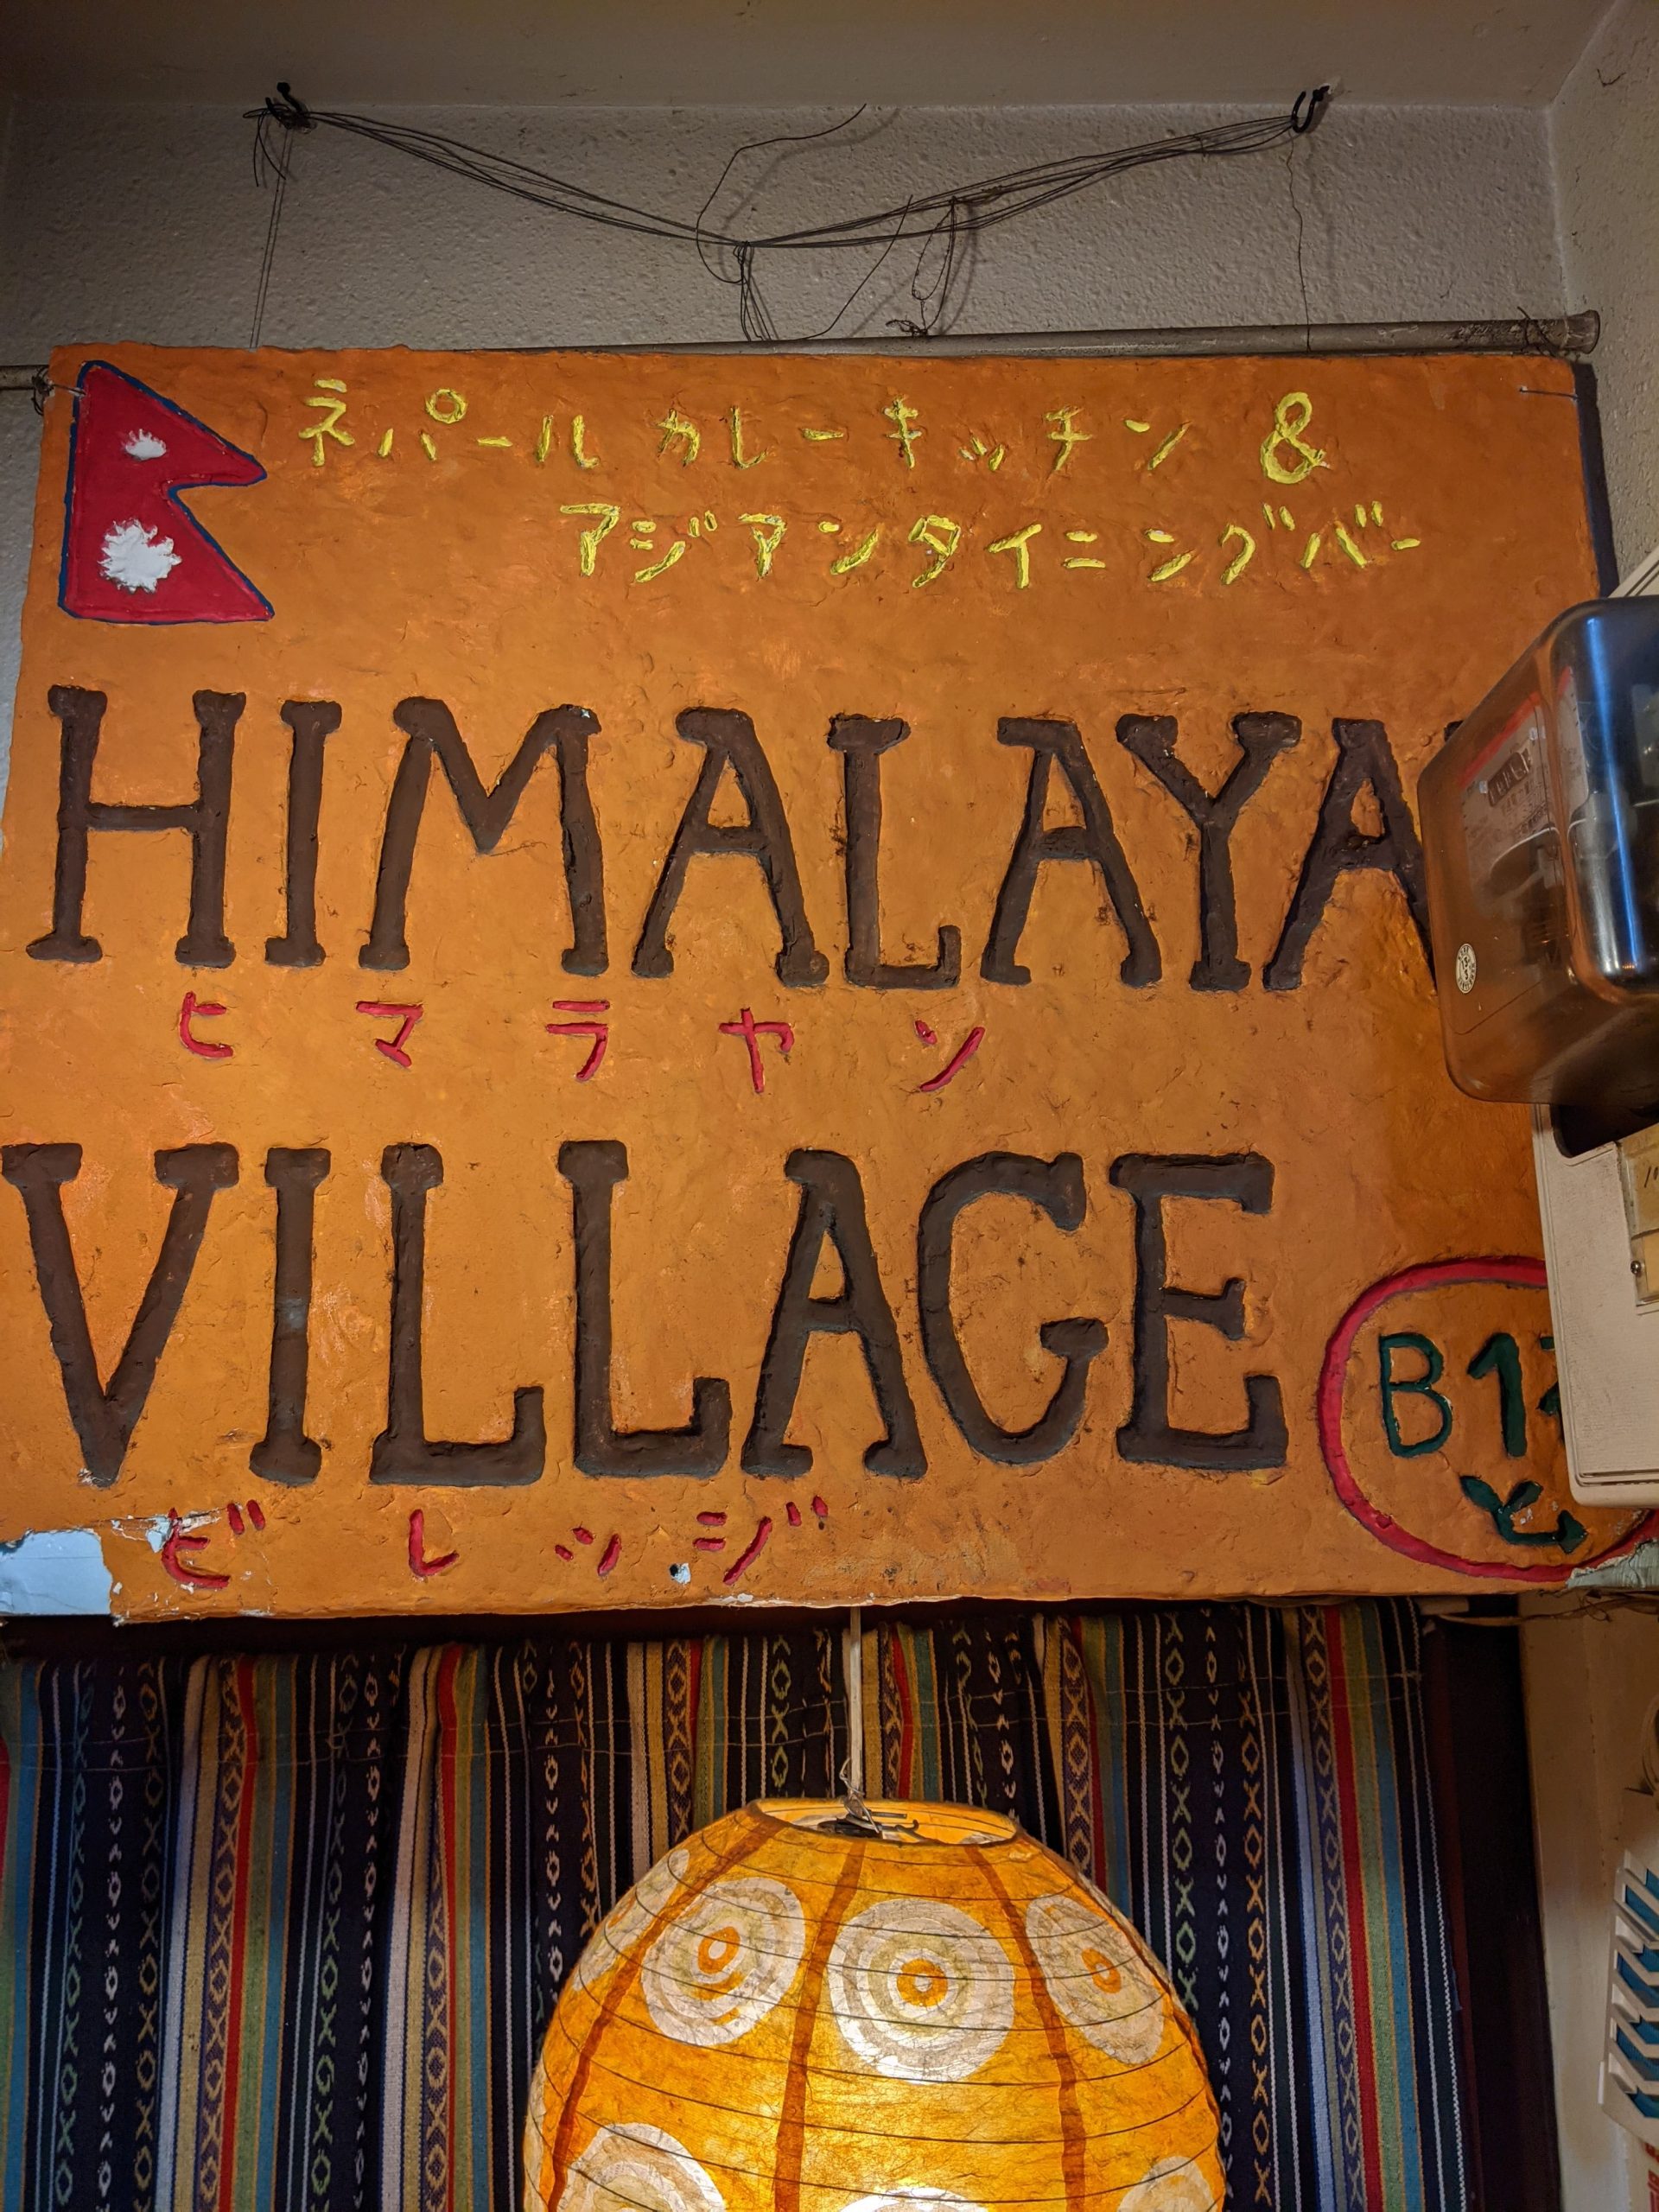 ネパール カレーキッチン &
アジアンダイニングバー
HIMALAYA
ヒマラヤン
VILLAGE
ビレッジ